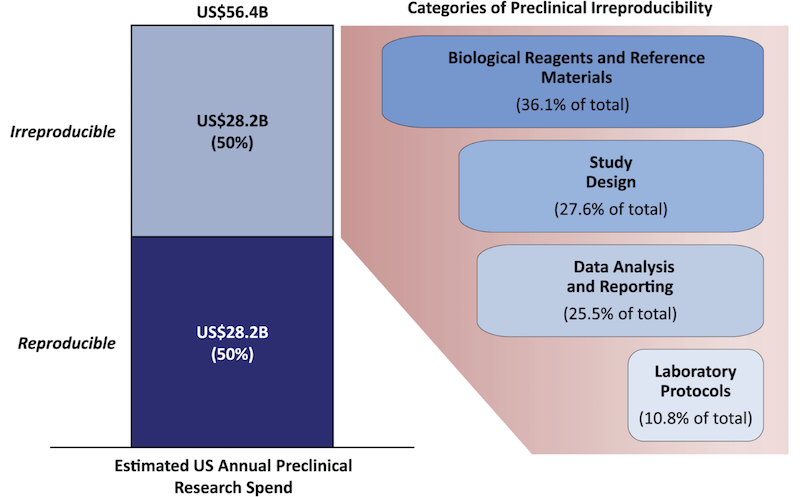 US$56.4B
Irreproducible
US$28.2B
(50%)
Reproducible
US$28.2B
(50%)
Estimated US Annual Preclinical
Research Spend
Categories of Preclinical Irreproducibility
Biological Reagents and Reference
Materials
(36.1% of total)
Study
Design
(27.6% of total)
Data Analysis
and Reporting
(25.5% of total)
Laboratory
Protocols
(10.8% of total)